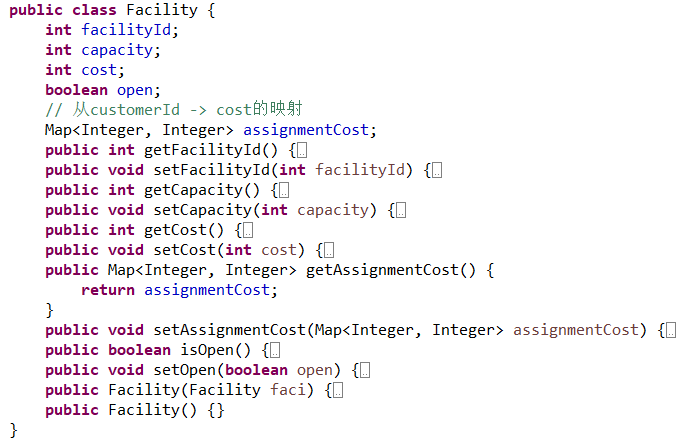 public class Facility {
    int facilityId;
    int capacity;
    int cost;
    boolean open;
    // 从customerId -> cost的映射
    Map<Integer, Integer> assignmentCost;
    public int getFacilityId() {
    public void setFacilityId(int facilityId) {
    public int getCapacity() {
    public void setCapacity(int capacity) {
    public int getCost() {
    public void setCost(int cost) {
    public Map<Integer, Integer> getAssignmentCost() {
        return assignmentCost;
    }
    public void setAssignmentCost(Map<Integer, Integer> assignmentCost) {
    public boolean isOpen() {
    public void setOpen(boolean open) {
    public Facility(Facility faci) {
    public Facility() {}
}